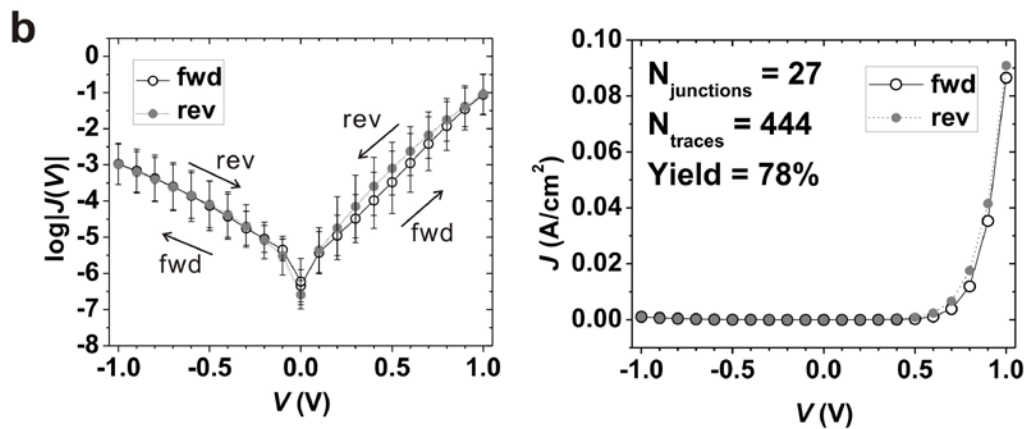 b
0
-1
-2
-3
-4
-5
-6
-7
-8
log|J(V)|
fwd
rev
rev
fwd
rev
fwd
-1.0 -0.5 0.0 0.5 1.0
V (V)
0.10
0.08
0.06
0.04
0.02
0.00
J (A/cm²)
N junctions = 27
N traces = 444
Yield = 78%
fwd
rev
-1.0 -0.5 0.0 0.5 1.0
V (V)